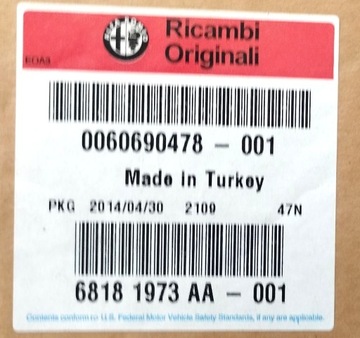 Ricambi
Originali
EOA3
0060690478 - 001
Made in Turkey
PKG 2014/04/30 2109 47N
6818 1973 AA - 001
Contents conform to U.S. Federal Motor Vehicle Safety Standards, if any are applicable.